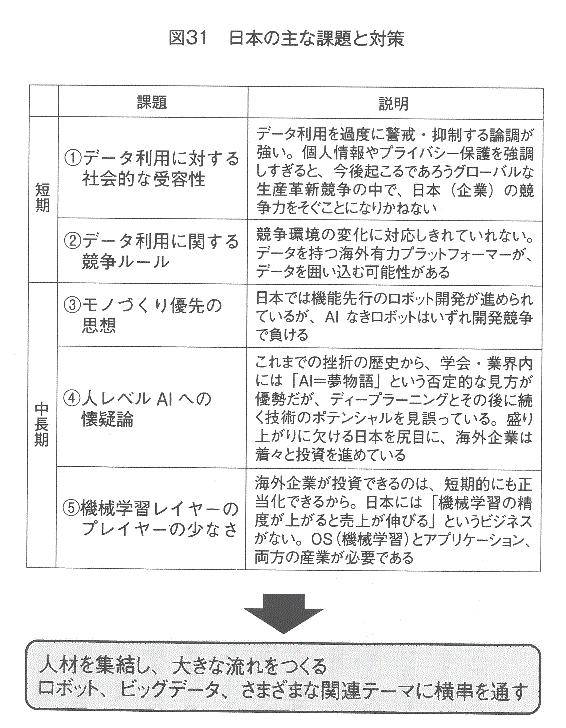 図31 日本の主な課題と対策
課題
説明
短期
①データ利用に対する
社会的な受容性
データ利用を過度に警戒・抑制する論調が
強い。個人情報やプライバシー保護を強調
しすぎると、今後起こるであろうグローバルな
生産革新競争の中で、日本(企業)の競
争力をそぐことになりかねない
②データ利用に関する
競争ルール
競争環境の変化に対応しきれていれない。
データを持つ海外有力プラットフォーマーが、
データを囲い込む可能性がある
中長期
③モノづくり優先の
思想
日本では機能先行のロボット開発が進められ
ているが、AIなきロボットはいずれ開発競争
で負ける
④人レベルAIへの
懐疑論
これまでの挫折の歴史から、学会・業界内
には「AI=夢物語」という否定的な見方が
優勢だが、ディープラーニングとその後に続
く技術のポテンシャルを見誤っている。盛り
上がりに欠ける日本を尻目に、海外企業は
着々と投資を進めている
⑤機械学習レイヤーの
プレイヤーの少なさ
海外企業が投資できるのは、短期的にも正
当化できるから。日本には「機械学習の精
度が上がると売上が伸びる」というビジネス
がない。OS(機械学習)とアプリケーション、
両方の産業が必要である
人材を集結し、大きな流れをつくる
ロボット、ビッグデータ、さまざまな関連テーマに横串を通す